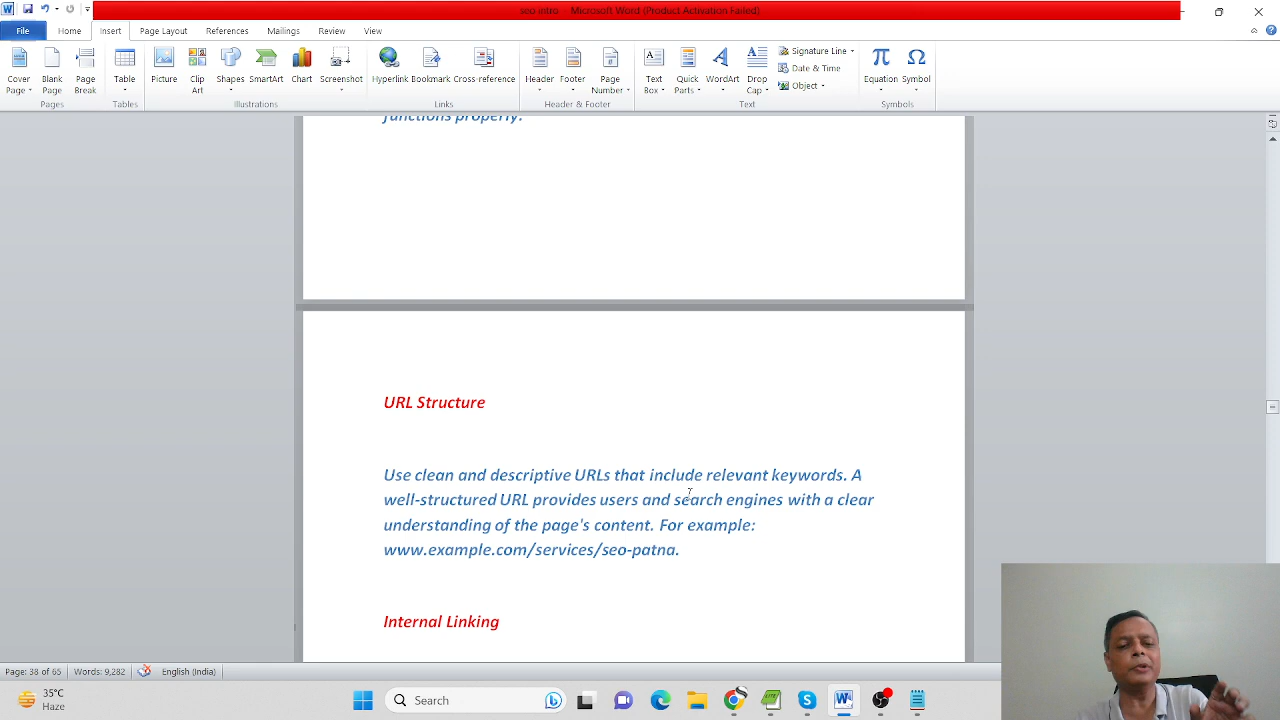 seo intro - Microsoft Word (Product Activation Failed)
File Home Insert Page Layout References Mailings Review View
Cover Page Blank Page Page Break
Table
Picture Clip Art Shapes SmartArt Chart Screenshot
Hyperlink Bookmark Cross-reference
Header Footer Page Number
Text Box Quick Parts WordArt Drop Cap
Signature Line
Date & Time
Object
Equation Symbol
Pages Tables Illustrations Links Header & Footer Text Symbols
functions properly.
URL Structure
Use clean and descriptive URLs that include relevant keywords. A
well-structured URL provides users and search engines with a clear
understanding of the page's content. For example:
www.example.com/services/seo-patna.
Internal Linking
Page: 38 of 65 Words: 9,282 English (India)
35°C
Haze
Search